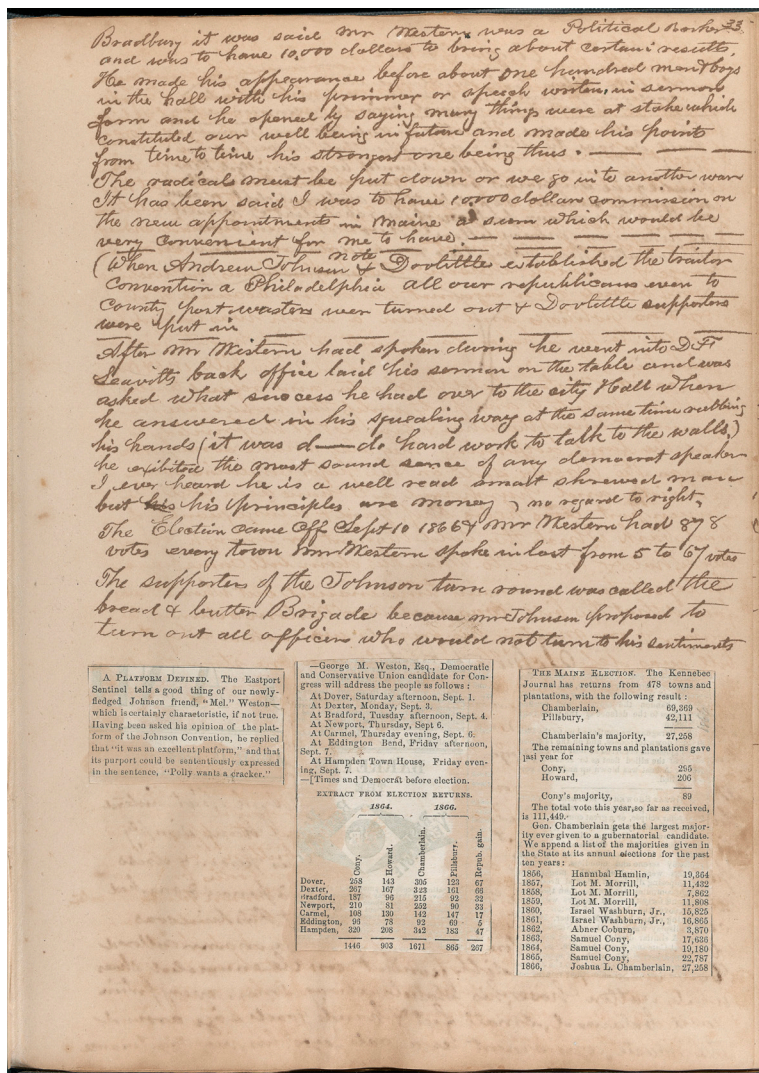 33
Bradbury it was said Mr Western was a Political Worker
and was to have 10,000 dollars to bring about certain results.
He made his appearance before about one hundred men & boys
in the hall with his primmer or speech written, in sermon
form and he opened by saying many things were at stake which
constituted our well being in future and made his point
from time to time his strongest one being thus.
The radicals must be put down or we go in to another war
It has been said I was to have 10000 dollar commission on
the new appointments in Maine a sum which would be
very convenient for me to have.
note
(When Andrew Johnson & Doolittle established the traitor
Convention a Philadelphia all our republicans even to
County post masters wer turned out & Doolittle supporters
were put in
After Mr Western had spoken during he went into D F
Leavitts back office laid his sermon on the table and was
asked what success he had over to the city Hall when
he answered in his squealing way at the same time rubbing
his hands (it was d—do hard work to talk to the walls.)
he exibited the most sound sence of any democrat speaker
I ever heard he is a well read smart shrewed man
but his his principles are money, no regard to right,
The Election came off Sept 10 1866 & Mr Western had 878
votes every town Mr Western spoke in lost from 5 to 67 votes
The supporters of the Johnson turn round was called the
bread & butter Brigade because Mr Johnson proposed to
turn out all officers who would not turn to his sentiments
A PLATFORM DEFINED. The Eastport
Sentinel tells a good thing of our newly-
fledged Johnson friend, "Mel." Weston—
which is certainly characteristic, if not true.
Having been asked his opinion of the plat-
form of the Johnson Convention, he replied
that "it was an excellent platform," and that
its purport could be sententiously expressed
in the sentence, "Polly wants a cracker."
—George M. Weston, Esq., Democratic
and Conservative Union candidate for Con-
gress will address the people as follows :
At Dover, Saturday afternoon, Sept. 1.
At Dexter, Monday, Sept. 3.
At Bradford, Tuesday afternoon, Sept. 4.
At Newport, Thursday, Sept 6.
At Carmel, Thursday evening, Sept. 6.
At Eddington Bend, Friday afternoon,
Sept. 7.
At Hampden Town House, Friday even-
ing, Sept. 7.
—[Times and Democrat before election.
EXTRACT FROM ELECTION RETURNS.
1864. 1866.
Cony. Howard. Chamberlain. Pillsbury. Repub. gain.
Dover, 258 143 305 123 67
Dexter, 267 167 323 161 66
Bradford, 187 96 215 92 32
Newport, 210 81 252 90 33
Carmel, 108 130 142 147 17
Eddington, 96 78 92 69 5
Hampden, 320 208 342 183 47
1446 903 1611 865 267
THE MAINE ELECTION. The Kennebec
Journal has returns from 478 towns and
plantations, with the following result :
Chamberlain, 69,369
Pillsbury, 42,111
Chamberlain's majority, 27,258
The remaining towns and plantations gave
last year for
Cony, 295
Howard, 206
Cony's majority, 89
The total vote this year, so far as received,
is 111,449.
Gen. Chamberlain gets the largest major-
ity ever given to a gubernatorial candidate.
We append a list of the majorities given in
the State at its annual elections for the past
ten years :
1856, Hannibal Hamlin, 19,364
1857, Lot M. Morrill, 11,432
1858, Lot M. Morrill, 7,862
1859, Lot M. Morrill, 11,808
1860, Israel Washburn, Jr., 15,825
1861, Israel Washburn, Jr., 16,865
1862, Abner Coburn, 3,870
1863, Samuel Cony, 17,636
1864, Samuel Cony, 19,180
1865, Samuel Cony, 22,787
1866, Joshua L. Chamberlain, 27,258